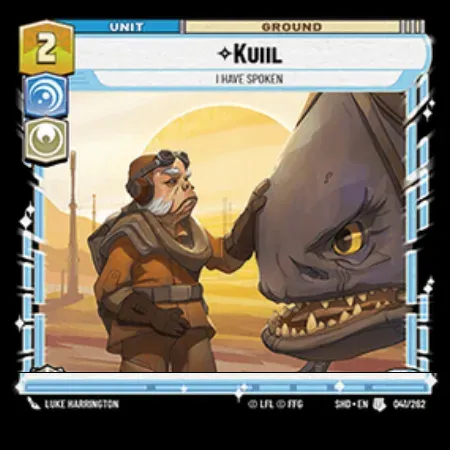 UNIT GROUND
2
✧KUIIL
I HAVE SPOKEN
LUKE HARRINGTON © LFL © FFG SHD • EN 041/262